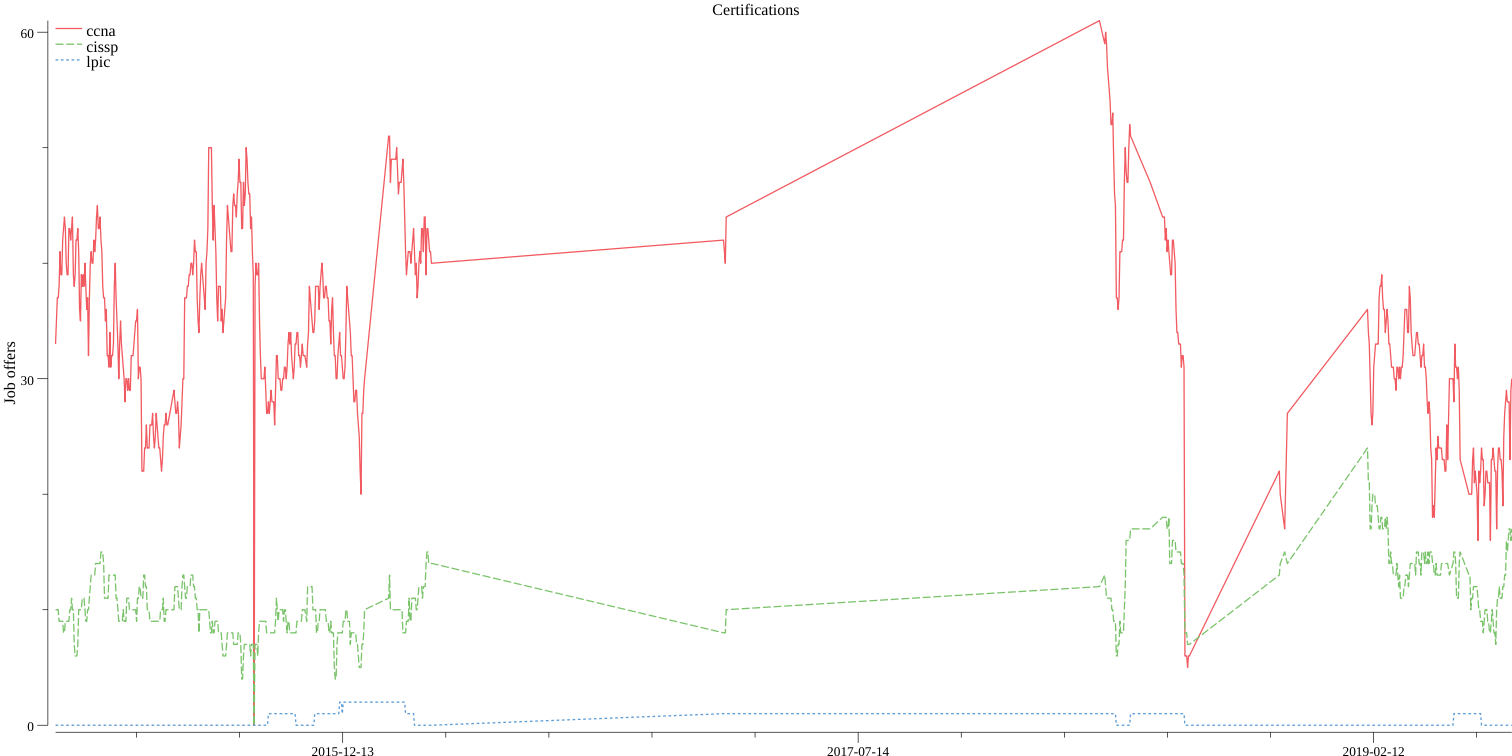 Certifications
ccna
cissp
lpic
60
30
0
Job offers
2015-12-13
2017-07-14
2019-02-12